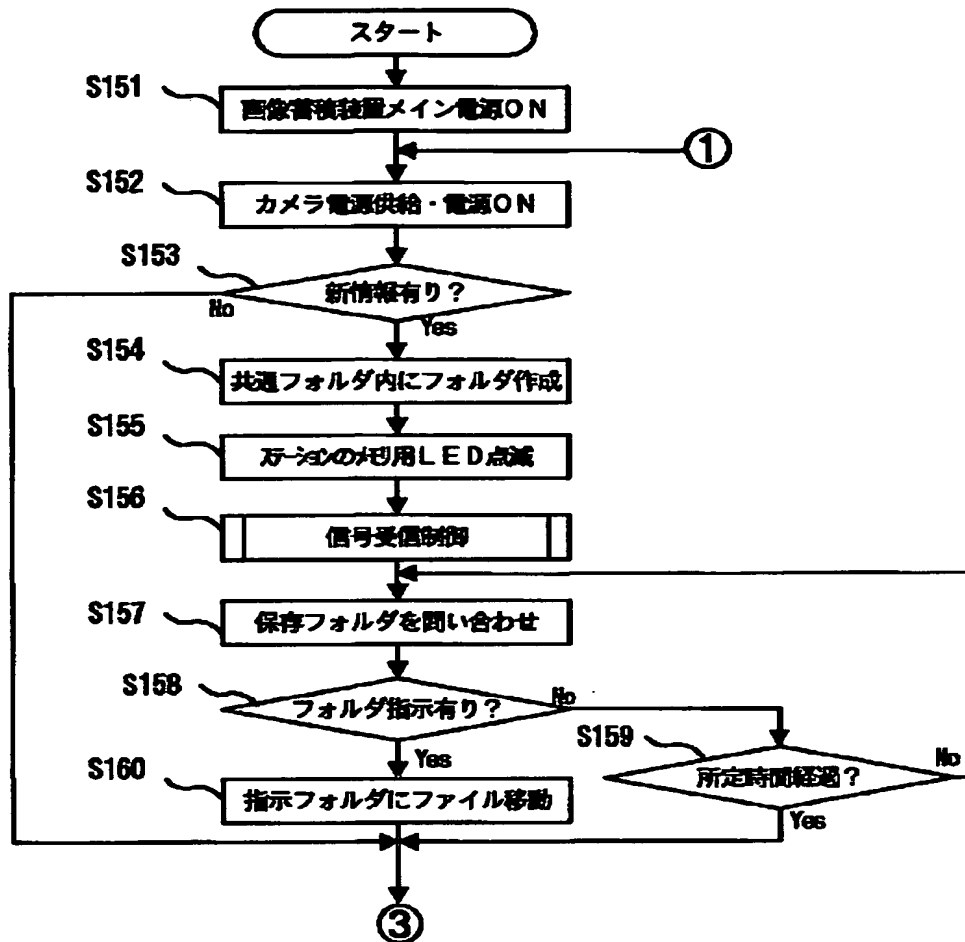 スタート
S151
画像蓄積装置メイン電源ON
①
S152
カメラ電源供給・電源ON
S153
新情報有り?
No
Yes
S154
共通フォルダ内にフォルダ作成
S155
ステーションのメモリ用LED点滅
S156
信号受信制御
S157
保存フォルダを問い合わせ
S158
フォルダ指示有り?
No
Yes
S159
所定時間経過?
No
Yes
S160
指示フォルダにファイル移動
③